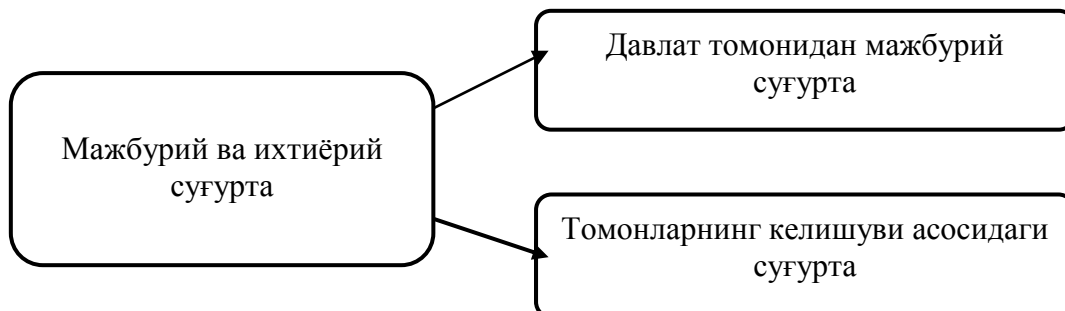 Мажбурий ва ихтиёрий
суғурта
Давлат томонидан мажбурий
суғурта
Томонларнинг келишуви асосидаги
суғурта